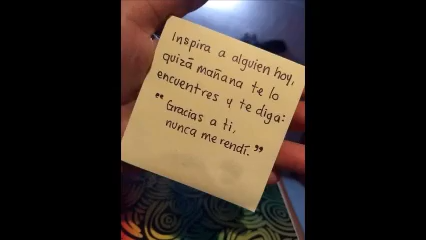 Inspira a alguien hoy,
quizá mañana te lo
encuentres y te diga:
"Gracias a ti,
nunca me rendí."